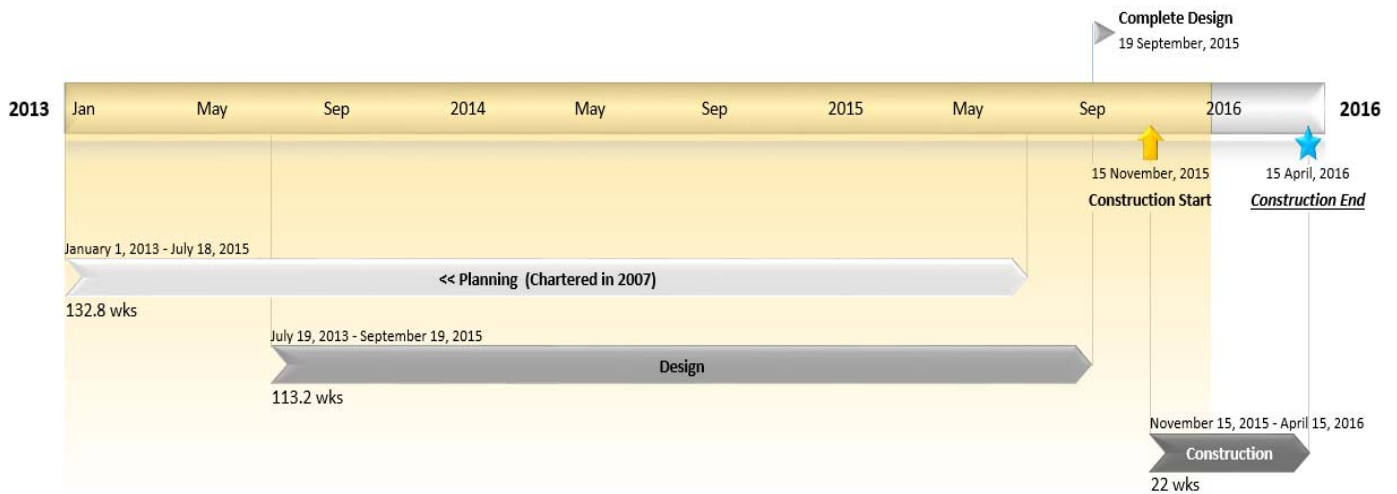 Complete Design
19 September, 2015
2013 Jan May Sep 2014 May Sep 2015 May Sep 2016 2016
15 November, 2015
Construction Start
15 April, 2016
Construction End
January 1, 2013 - July 18, 2015
<< Planning (Chartered in 2007)
132.8 wks
July 19, 2013 - September 19, 2015
Design
113.2 wks
November 15, 2015 - April 15, 2016
Construction
22 wks